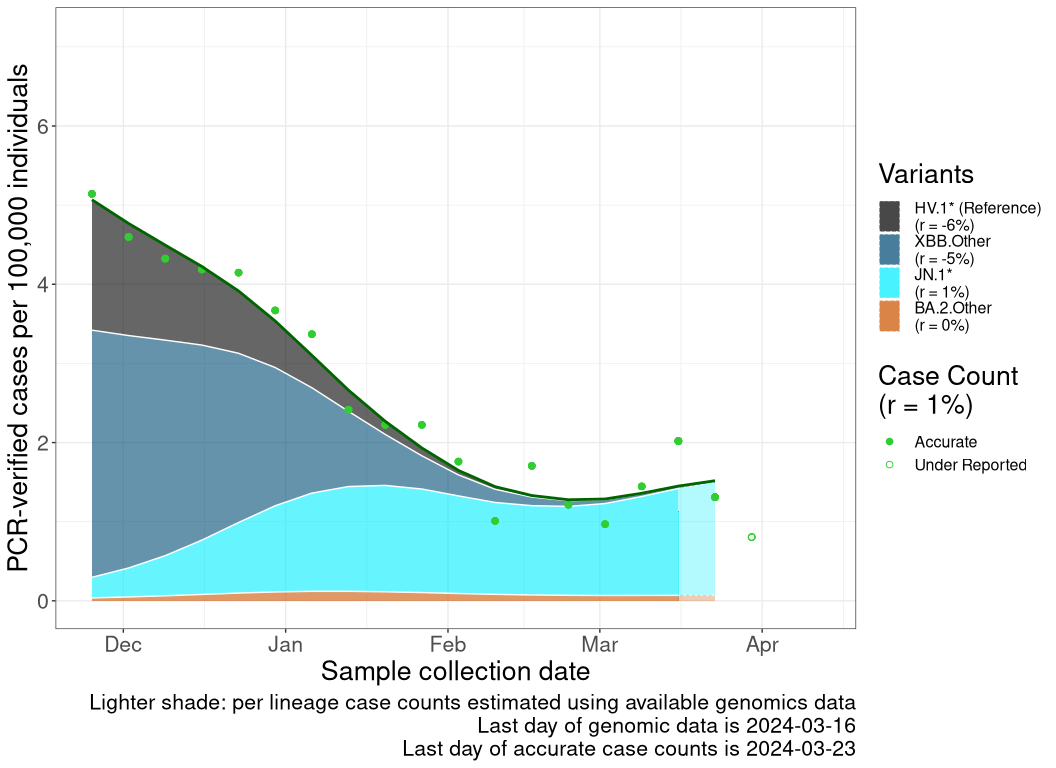 PCR-verified cases per 100,000 individuals
6
4
2
0
Dec Jan Feb Mar Apr
Sample collection date
Lighter shade: per lineage case counts estimated using available genomics data
Last day of genomic data is 2024-03-16
Last day of accurate case counts is 2024-03-23
Variants
HV.1* (Reference)
(r = -6%)
XBB.Other
(r = -5%)
JN.1*
(r = 1%)
BA.2.Other
(r = 0%)
Case Count
(r = 1%)
Accurate
Under Reported